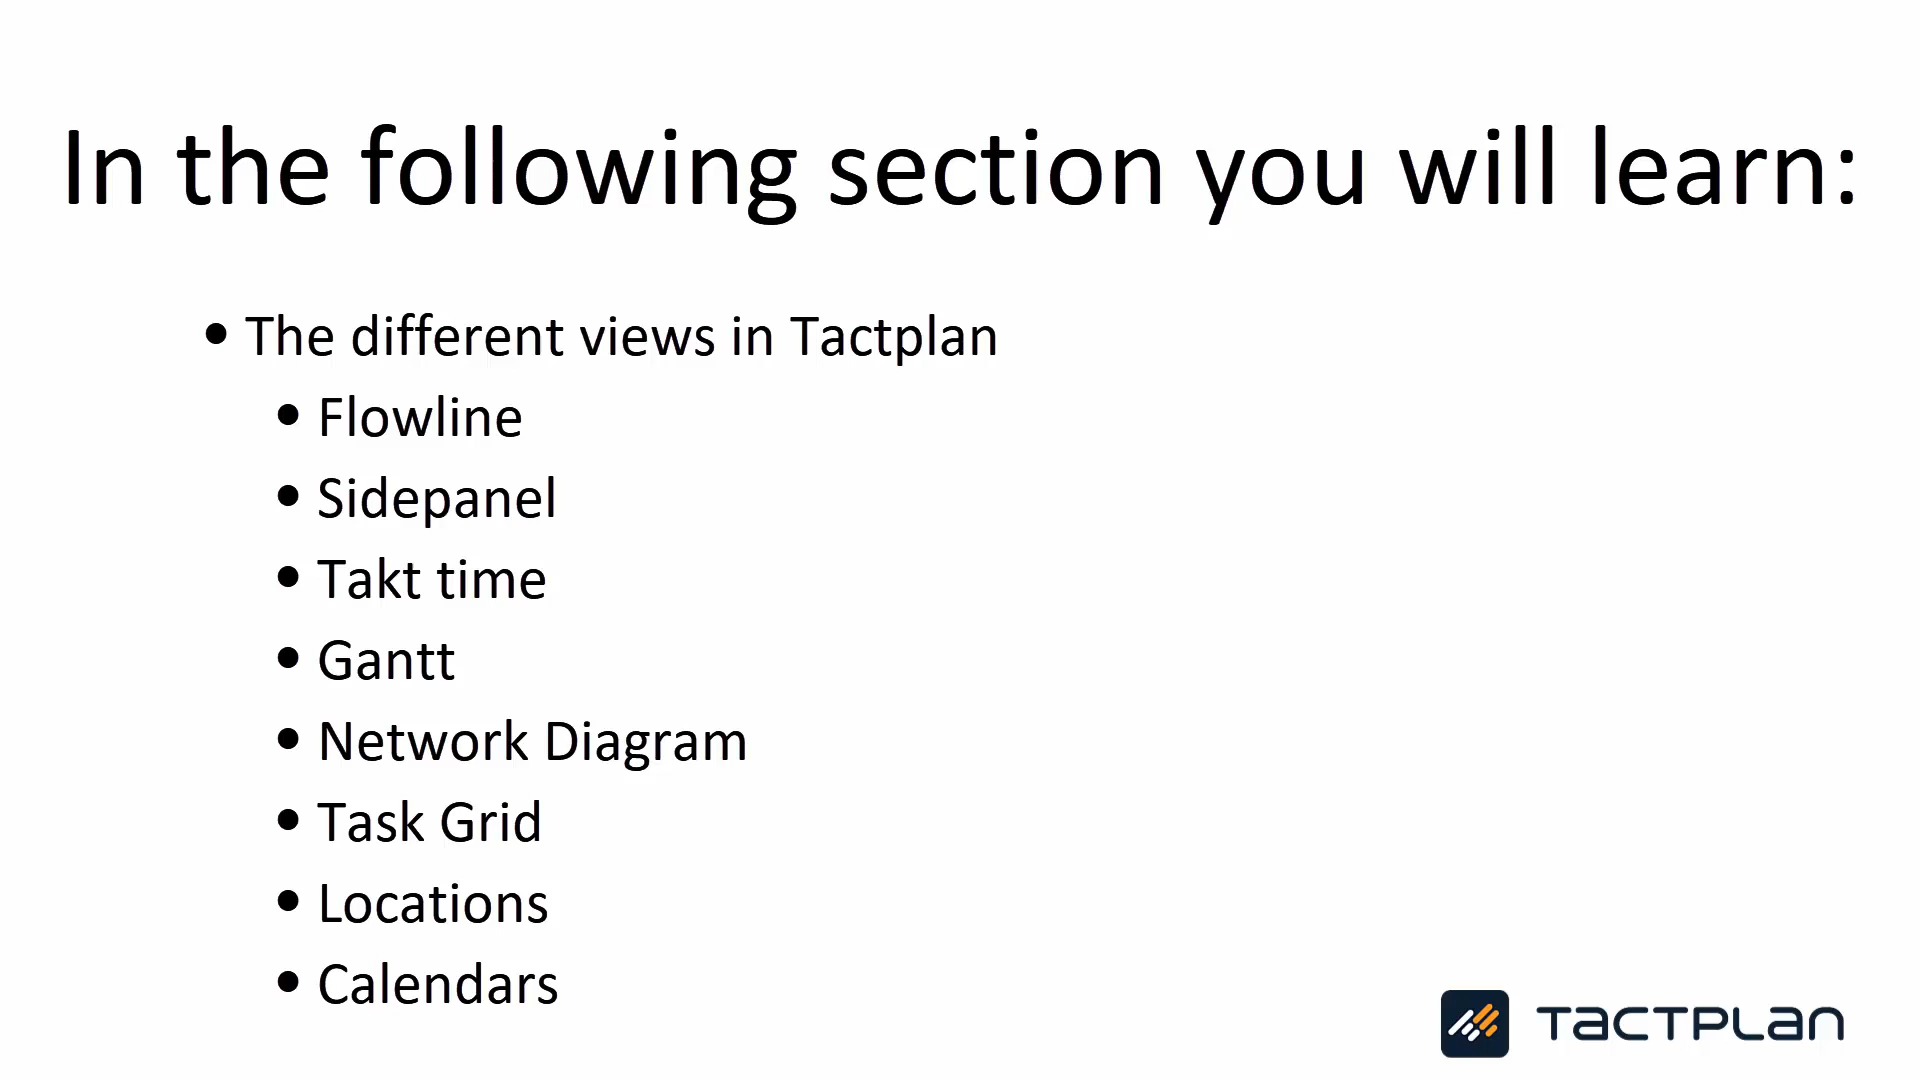 In the following section you will learn:
• The different views in Tactplan
• Flowline
• Sidepanel
• Takt time
• Gantt
• Network Diagram
• Task Grid
• Locations
• Calendars
TACTPLAN